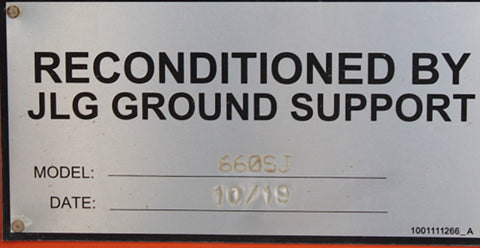 RECONDITIONED BY
JLG GROUND SUPPORT
MODEL: 660SJ
DATE: 10/19
1001111266_A